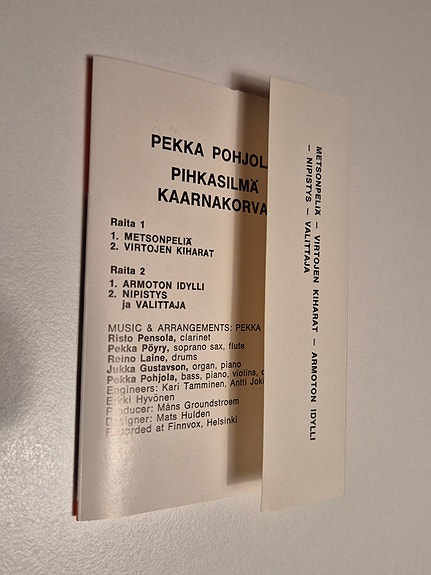 PEKKA POHJOL
PIHKASILMÄ
KAARNAKORVA
Raita 1
1. METSONPELIÄ
2. VIRTOJEN KIHARAT
Raita 2
1. ARMOTON IDYLLI
2. NIPISTYS
ja VALITTAJA
MUSIC & ARRANGEMENTS: PEKKA
Risto Pensola, clarinet
Pekka Pöyry, soprano sax, flute
Reino Laine, drums
Jukka Gustavson, organ, piano
Pekka Pohjola, bass, piano, violins,
Engineers: Kari Tamminen, Antti Joki
Erkki Hyvönen
Producer: Måns Groundstroem
Designer: Mats Hulden
Recorded at Finnvox, Helsinki
METSONPELIÄ – VIRTOJEN KIHARAT – ARMOTON IDYLLI
– NIPISTYS – VALITTAJA